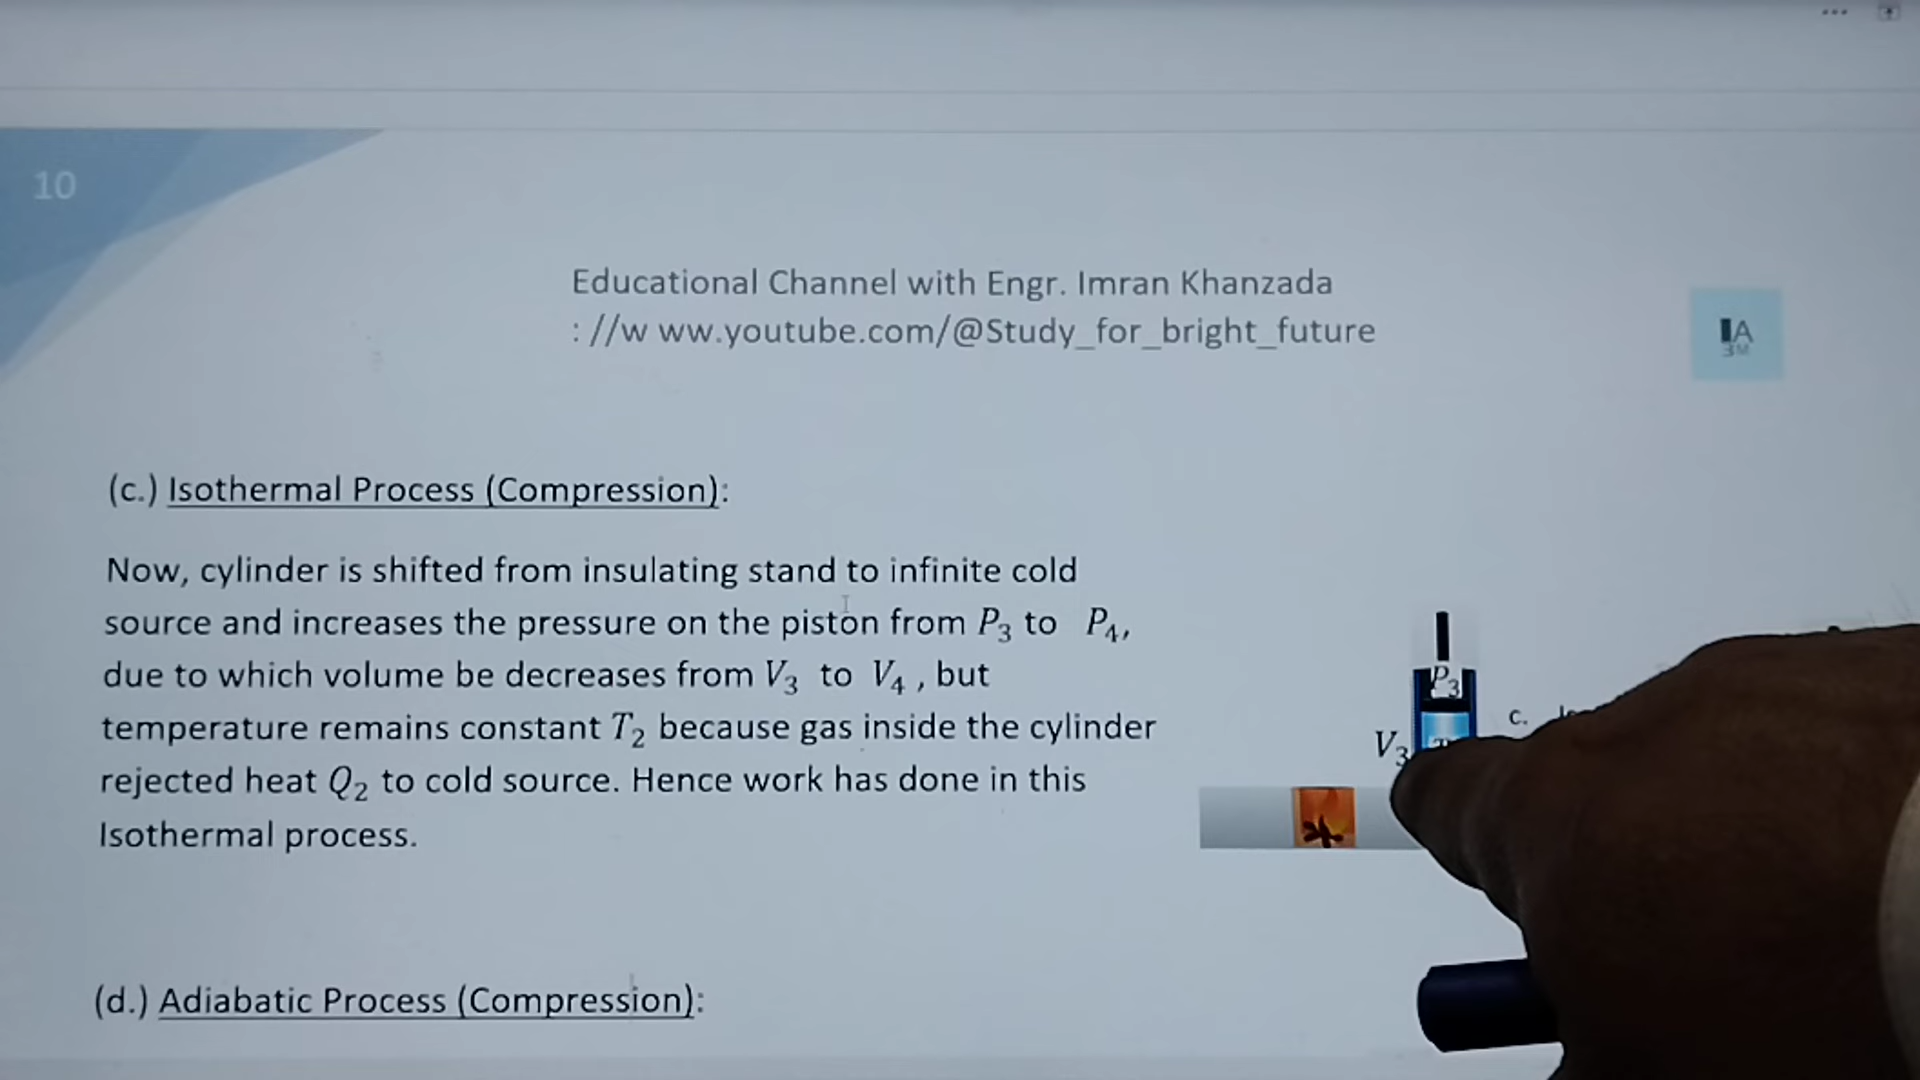 10
Educational Channel with Engr. Imran Khanzada
: //w ww.youtube.com/@Study_for_bright_future
IA
3M
(c.) Isothermal Process (Compression):
Now, cylinder is shifted from insulating stand to infinite cold
source and increases the pressure on the piston from P₃ to P₄,
due to which volume be decreases from V₃ to V₄ , but
temperature remains constant T₂ because gas inside the cylinder
rejected heat Q₂ to cold source. Hence work has done in this
Isothermal process.
P₃
V₃
c.
(d.) Adiabatic Process (Compression):